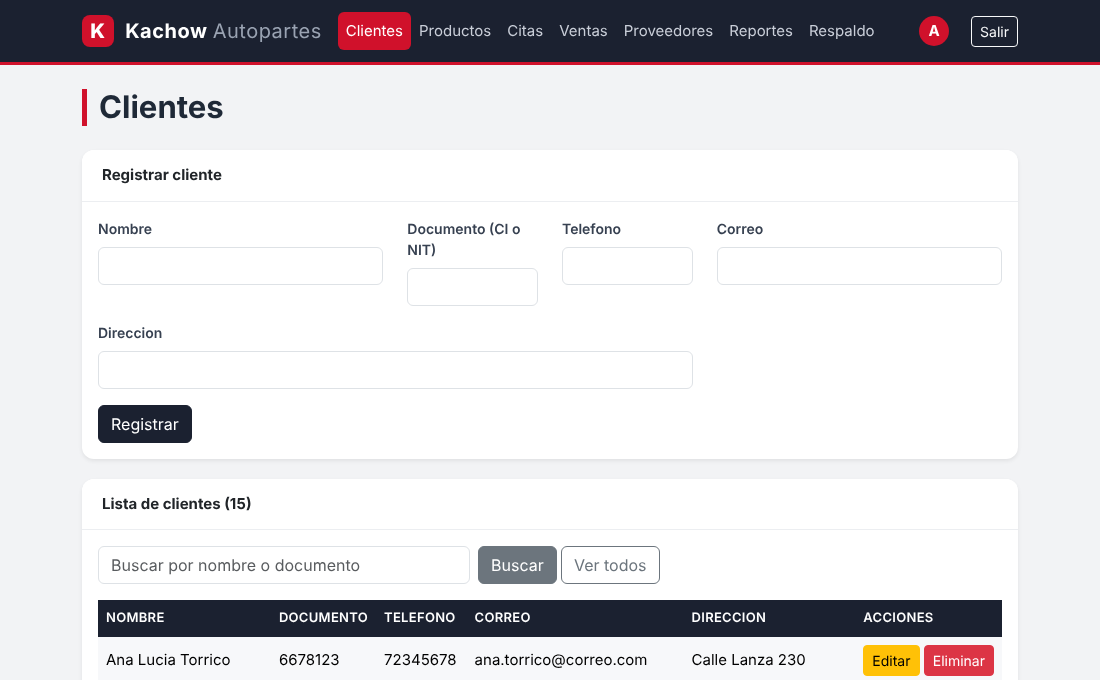 K Kachow Autopartes Clientes Productos Citas Ventas Proveedores Reportes Respaldo A Salir
Clientes
Registrar cliente
Nombre
Documento (CI o NIT)
Telefono
Correo
Direccion
Registrar
Lista de clientes (15)
Buscar por nombre o documento Buscar Ver todos
NOMBRE DOCUMENTO TELEFONO CORREO DIRECCION ACCIONES
Ana Lucia Torrico 6678123 72345678 ana.torrico@correo.com Calle Lanza 230 Editar Eliminar